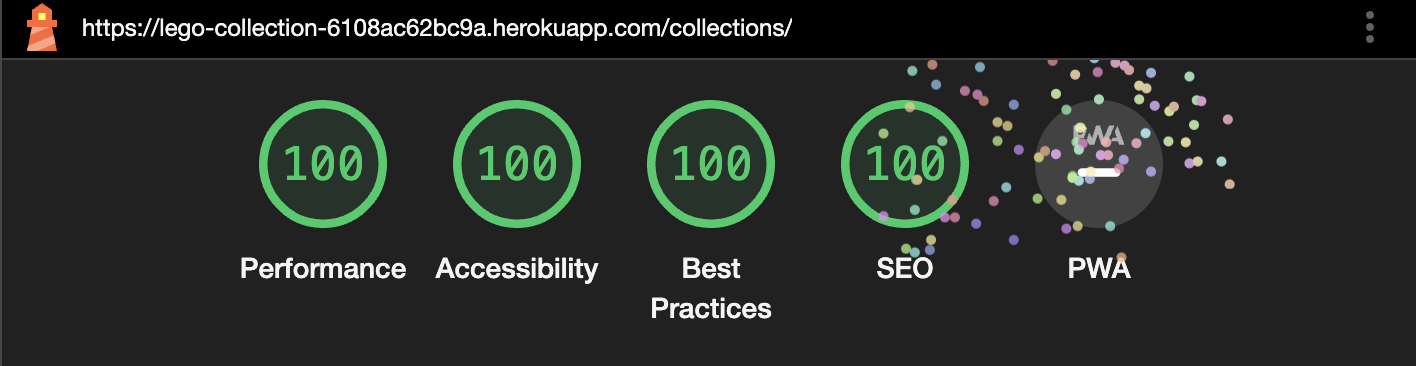 https://lego-collection-6108ac62bc9a.herokuapp.com/collections/
100 100 100 100 PWA
Performance Accessibility Best SEO PWA
Practices